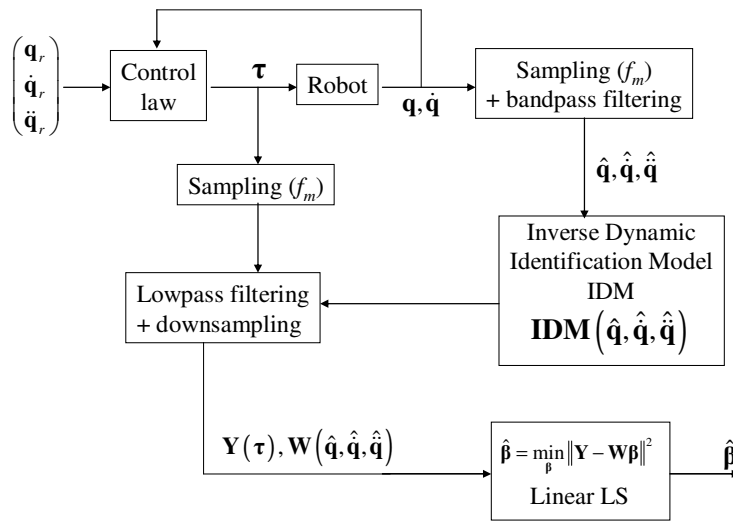 q_r
q̇_r
q̈_r
Control
law
τ
Robot
q, q̇
Sampling (f_m)
+ bandpass filtering
Sampling (f_m)
q̂, q̇̂, q̈̂
Inverse Dynamic
Identification Model
IDM
IDM(q̂, q̇̂, q̈̂)
Lowpass filtering
+ downsampling
Y(τ), W(q̂, q̇̂, q̈̂)
β̂ = min_β ‖Y − Wβ‖²
Linear LS
β̂